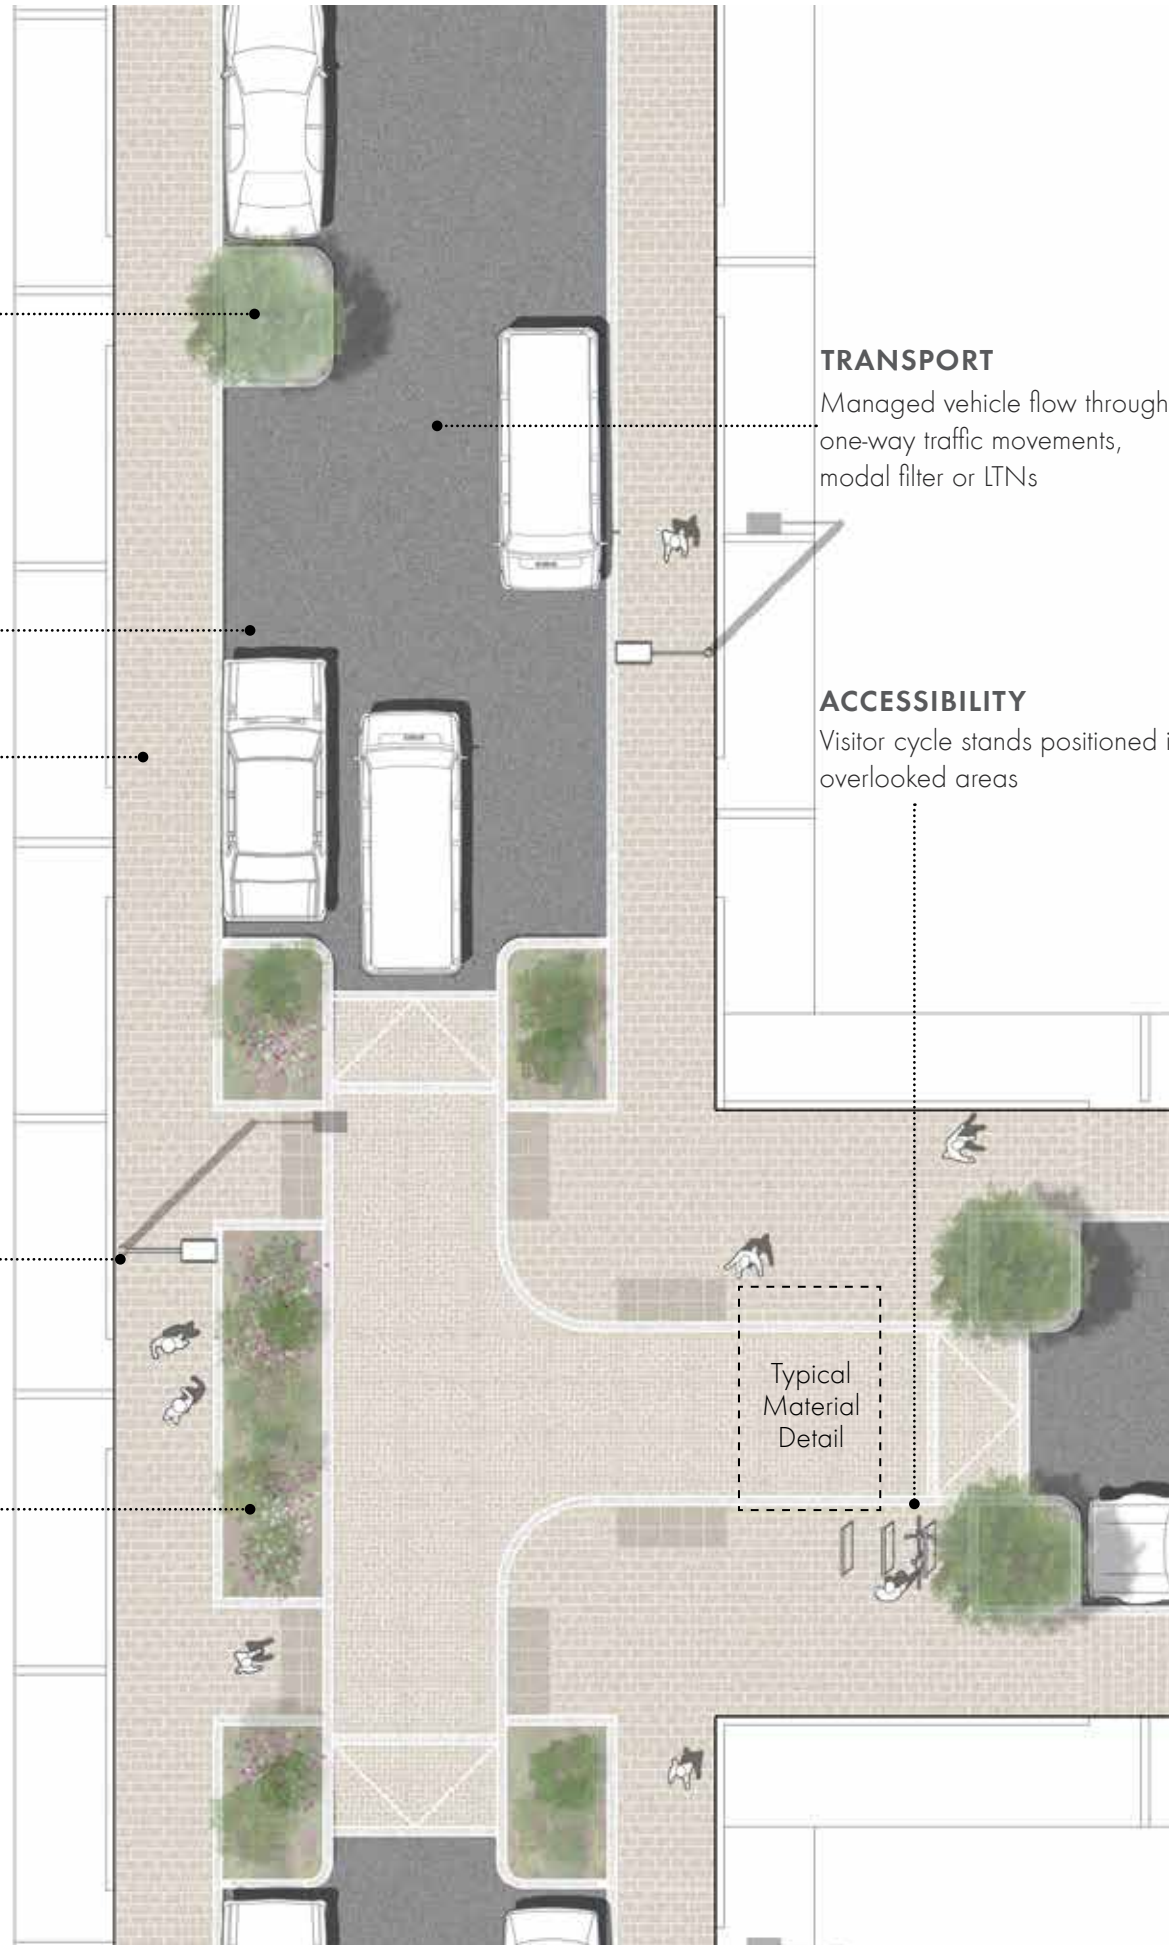 TRANSPORT
Managed vehicle flow through
one-way traffic movements,
modal filter or LTNs
ACCESSIBILITY
Visitor cycle stands positioned
overlooked areas
Typical
Material
Detail